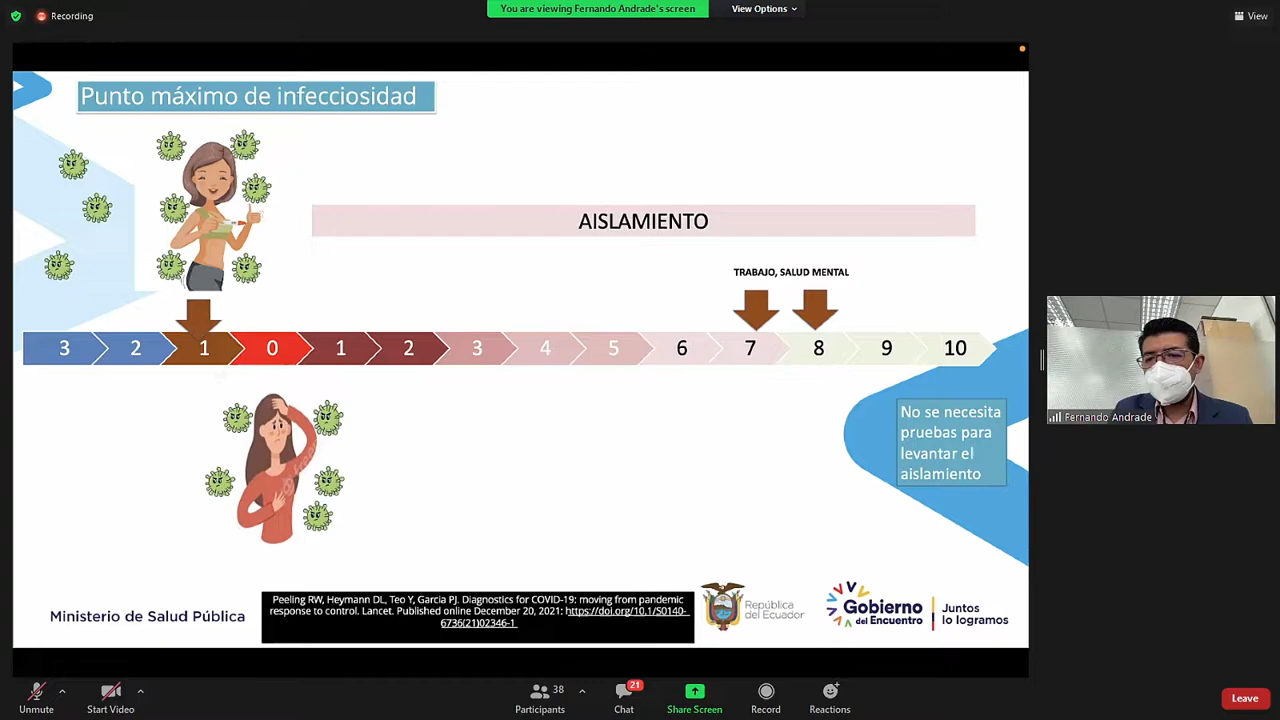 Recording
You are viewing Fernando Andrade's screen
View Options
View
Punto máximo de infecciosidad
AISLAMIENTO
TRABAJO, SALUD MENTAL
3 2 1 0 1 2 3 4 5 6 7 8 9 10
No se necesita
pruebas para
levantar el
aislamiento
Fernando Andrade
Ministerio de Salud Pública
Peeling RW, Heymann DL, Teo Y, Garcia PJ. Diagnostics for COVID-19: moving from pandemic
response to control. Lancet. Published online December 20, 2021: https://doi.org/10.1/S0140-
6736(21)02346-1
República
del Ecuador
Gobierno
del Encuentro
Juntos
lo logramos
Unmute
Start Video
38
Participants
21
Chat
Share Screen
Record
Reactions
Leave